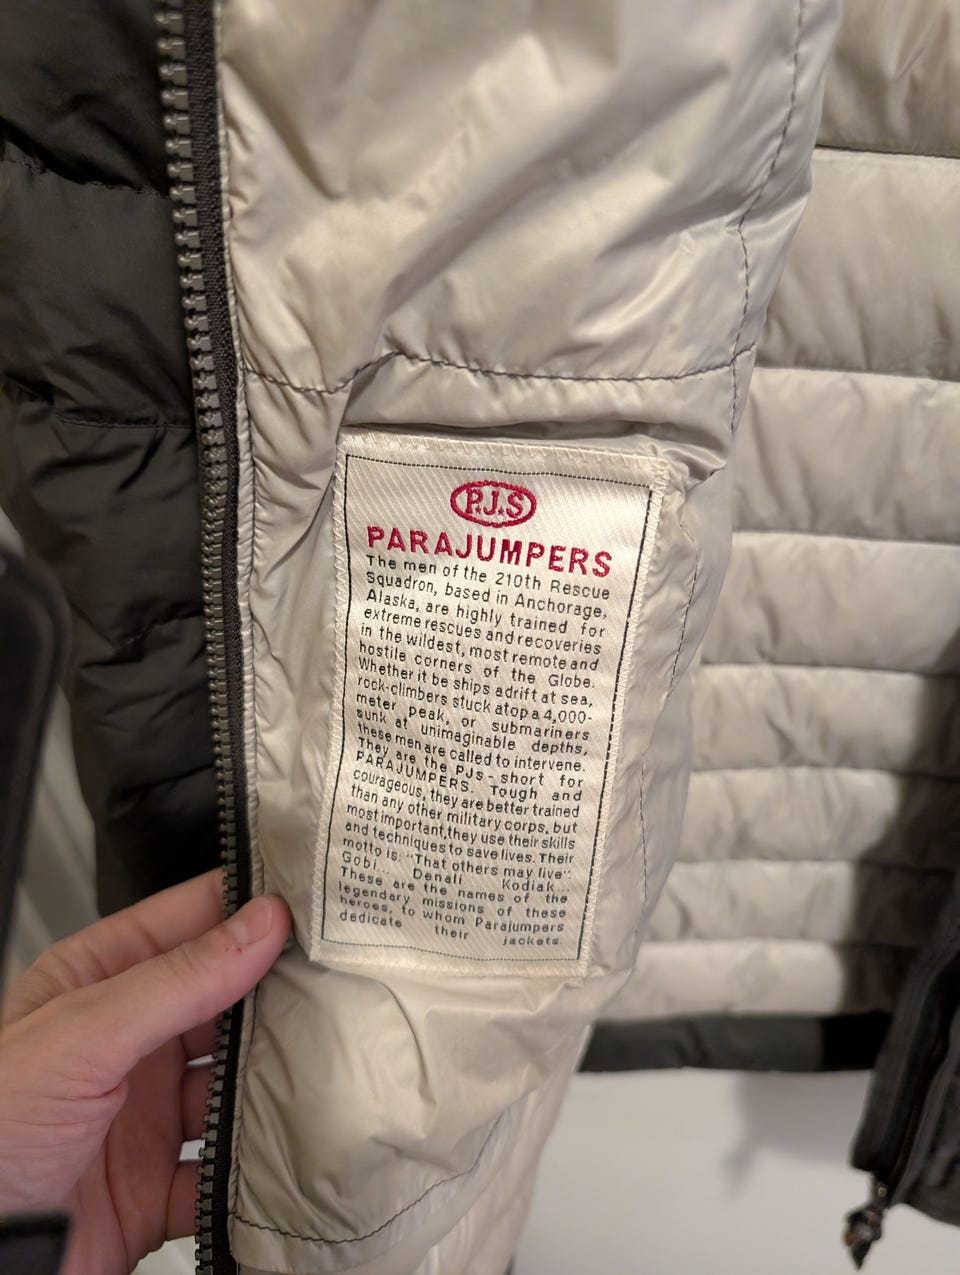 P.J.S
PARAJUMPERS
The men of the 210th Rescue
Squadron, based in Anchorage,
Alaska, are highly trained for
extreme rescues and recoveries
in the wildest, most remote and
hostile corners of the Globe.
Whether it be ships adrift at sea,
rock-climbers stuck atop a 4,000-
meter peak, or submariners
sunk at unimaginable depths,
these men are called to intervene.
They are the PJs - short for
PARAJUMPERS. Tough and
courageous, they are better trained
than any other military corps, but
most important,they use their skills
and techniques to save lives. Their
motto is: "That others may live":
Gobi... Denali Kodiak...
These are the names of the
legendary missions of these
heroes, to whom Parajumpers
dedicate their jackets.